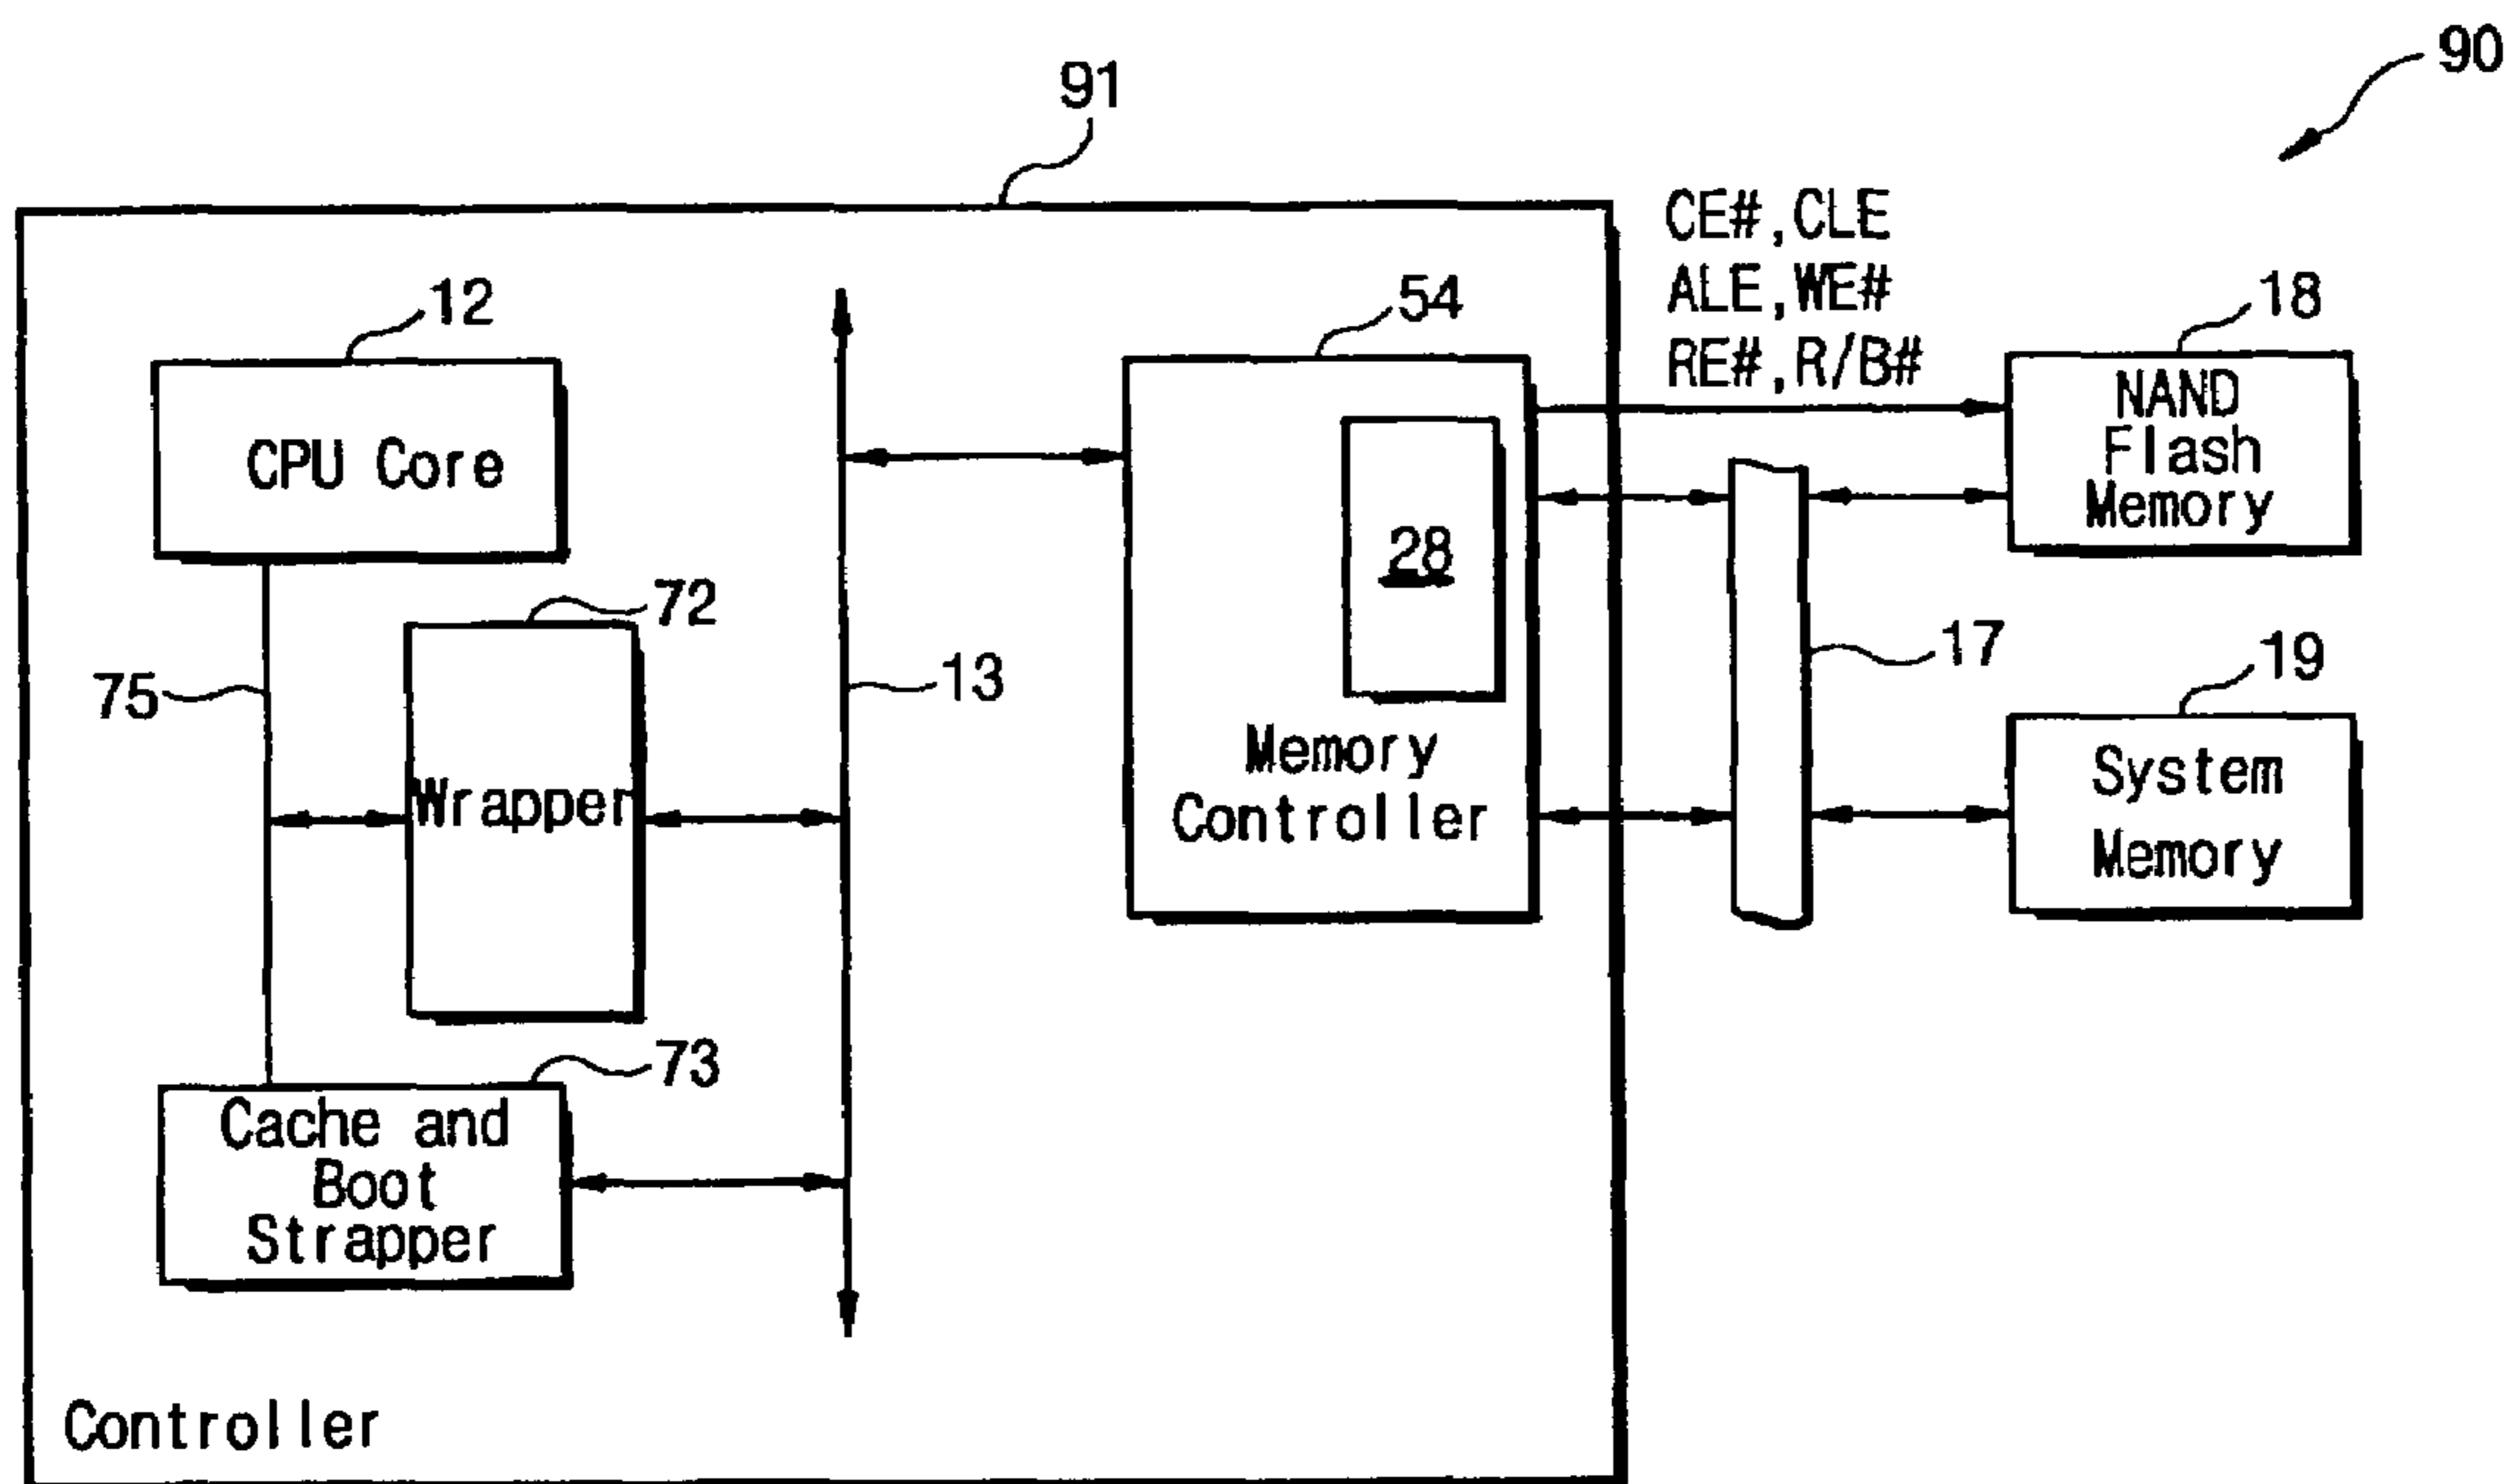 90
91
CE#,CLE
ALE,WE#
RE#,R/B#
12
54
18
CPU Core
NAND
Flash
Memory
28
72
75
13
17
19
Wrapper
Memory
Controller
System
Memory
73
Cache and
Boot
Strapper
Controller